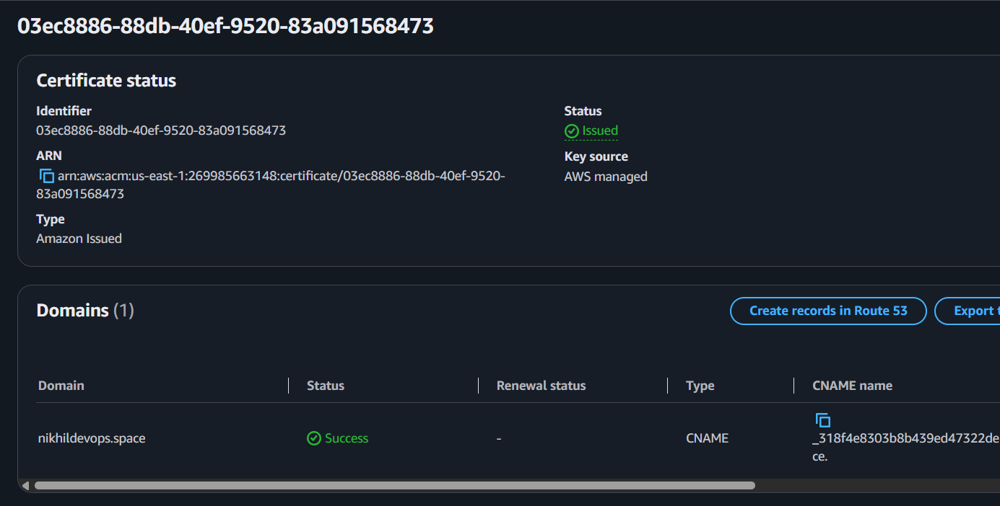 03ec8886-88db-40ef-9520-83a091568473
Certificate status
Identifier
03ec8886-88db-40ef-9520-83a091568473
ARN
arn:aws:acm:us-east-1:269985663148:certificate/03ec8886-88db-40ef-9520-
83a091568473
Type
Amazon Issued
Status
Issued
Key source
AWS managed
Domains (1)
Create records in Route 53
Export t
Domain Status Renewal status Type CNAME name
nikhildevops.space Success - CNAME _318f4e8303b8b439ed47322de
ce.